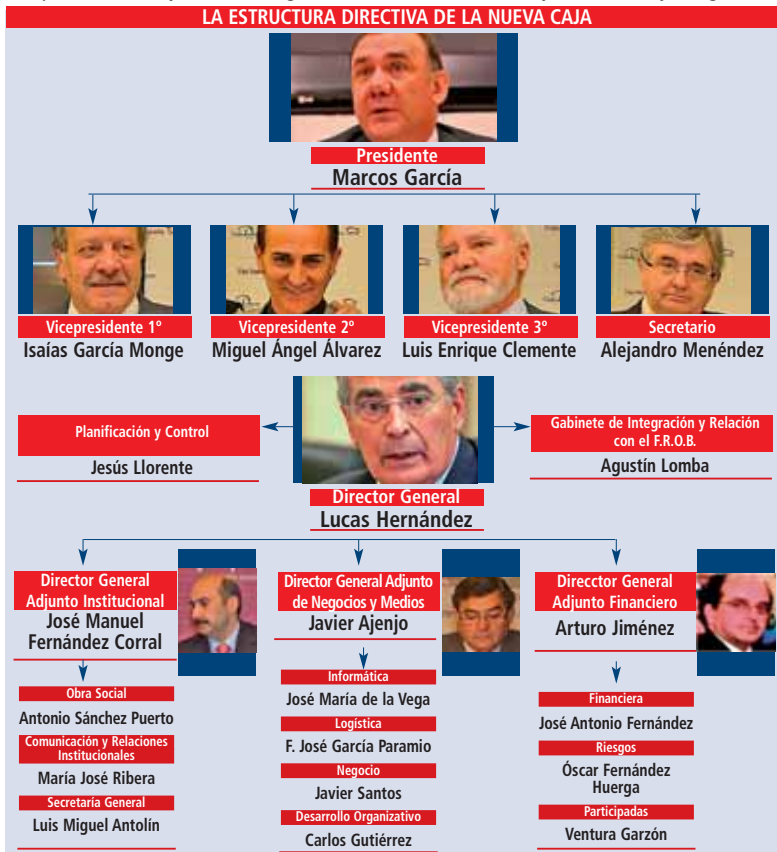 LA ESTRUCTURA DIRECTIVA DE LA NUEVA CAJA
Presidente
Marcos García
Vicepresidente 1º
Isaías García Monge
Vicepresidente 2º
Miguel Ángel Álvarez
Vicepresidente 3º
Luis Enrique Clemente
Secretario
Alejandro Menéndez
Planificación y Control
Jesús Llorente
Gabinete de Integración y Relación
con el F.R.O.B.
Agustín Lomba
Director General
Lucas Hernández
Director General
Adjunto Institucional
José Manuel
Fernández Corral
Obra Social
Antonio Sánchez Puerto
Comunicación y Relaciones
Institucionales
María José Ribera
Secretaría General
Luis Miguel Antolín
Director General Adjunto
de Negocios y Medios
Javier Ajenjo
Informática
José María de la Vega
Logística
F. José García Paramio
Negocio
Javier Santos
Desarrollo Organizativo
Carlos Gutiérrez
Direcctor General
Adjunto Financiero
Arturo Jiménez
Financiera
José Antonio Fernández
Riesgos
Óscar Fernández
Huerga
Participadas
Ventura Garzón